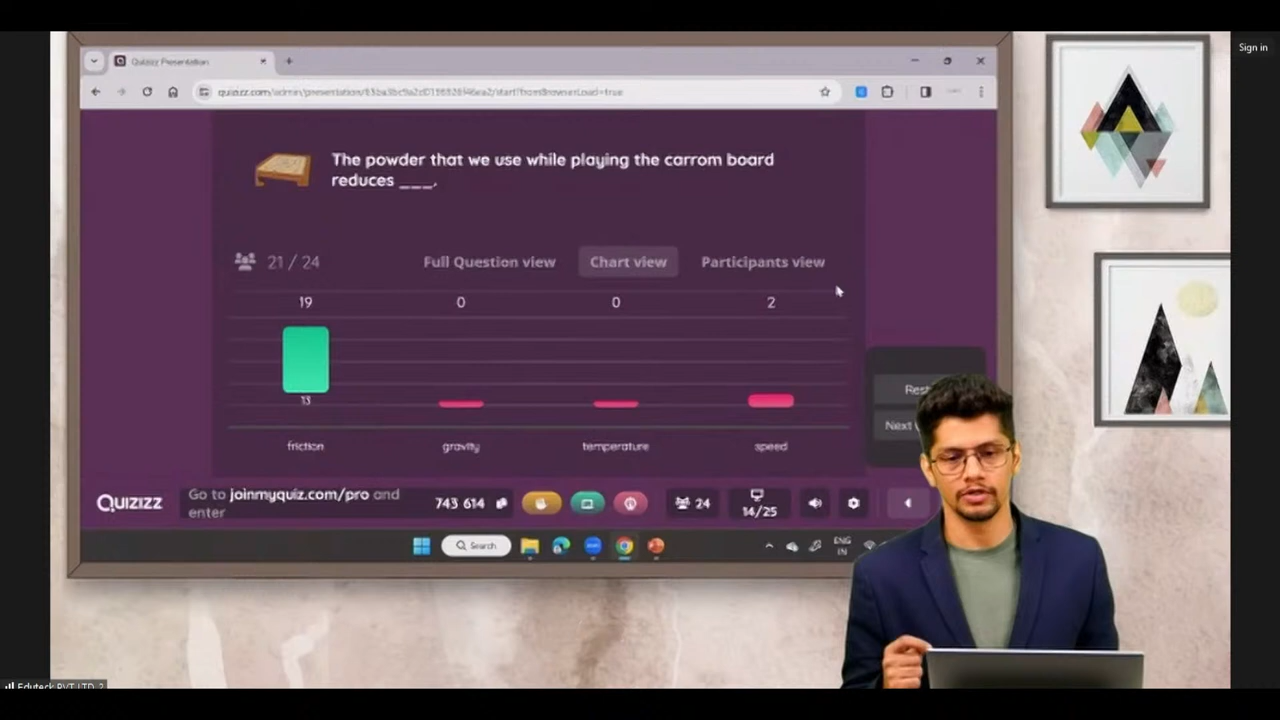 Sign in
Quizizz Presentation
The powder that we use while playing the carrom board
reduces ___.
21 / 24
Full Question view
Chart view
Participants view
19 0 0 2
13
friction gravity temperature speed
Next
Quizizz
Go to joinmyquiz.com/pro and
enter
743 614
24
14/25
Search
ENG
IN